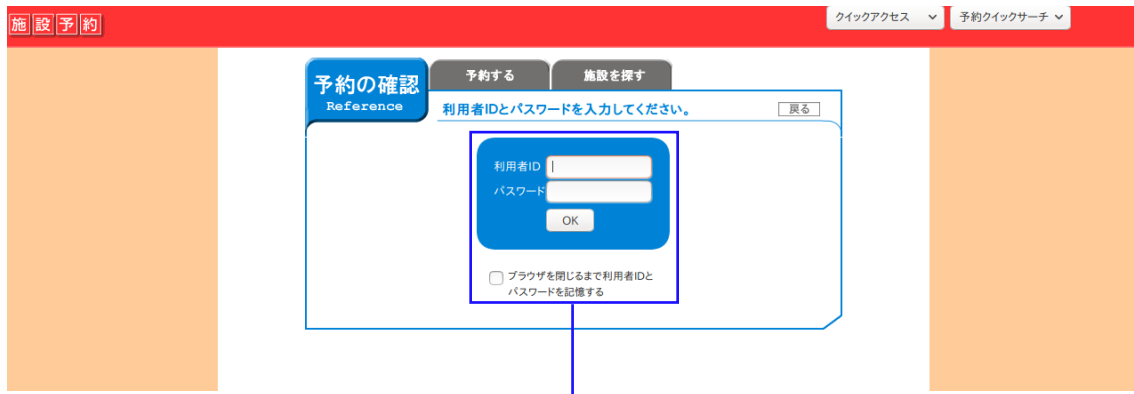 施設予約
クイックアクセス
予約クイックサーチ
予約の確認
Reference
予約する
施設を探す
利用者IDとパスワードを入力してください。
戻る
利用者ID
パスワード
OK
ブラウザを閉じるまで利用者IDと
パスワードを記憶する